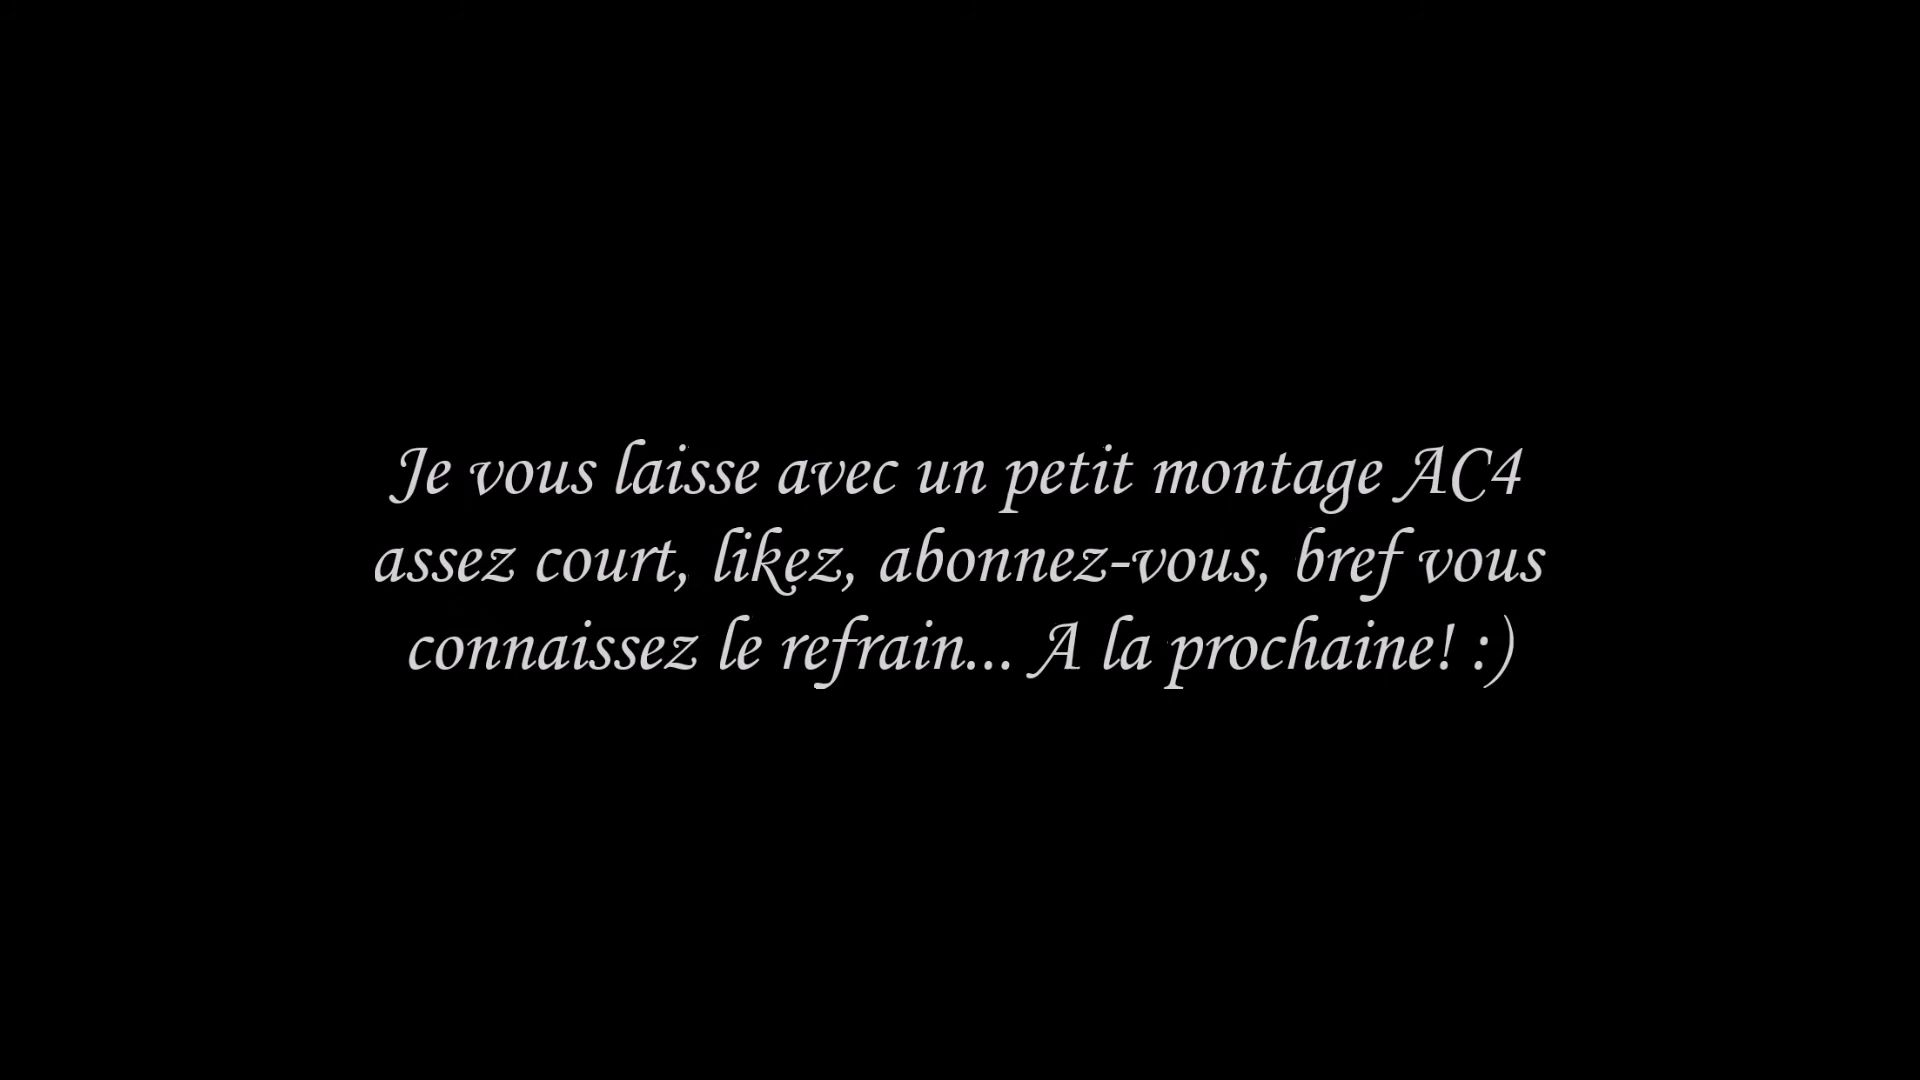 Je vous laisse avec un petit montage AC4
assez court, likez, abonnez-vous, bref vous
connaissez le refrain... A la prochaine! :)